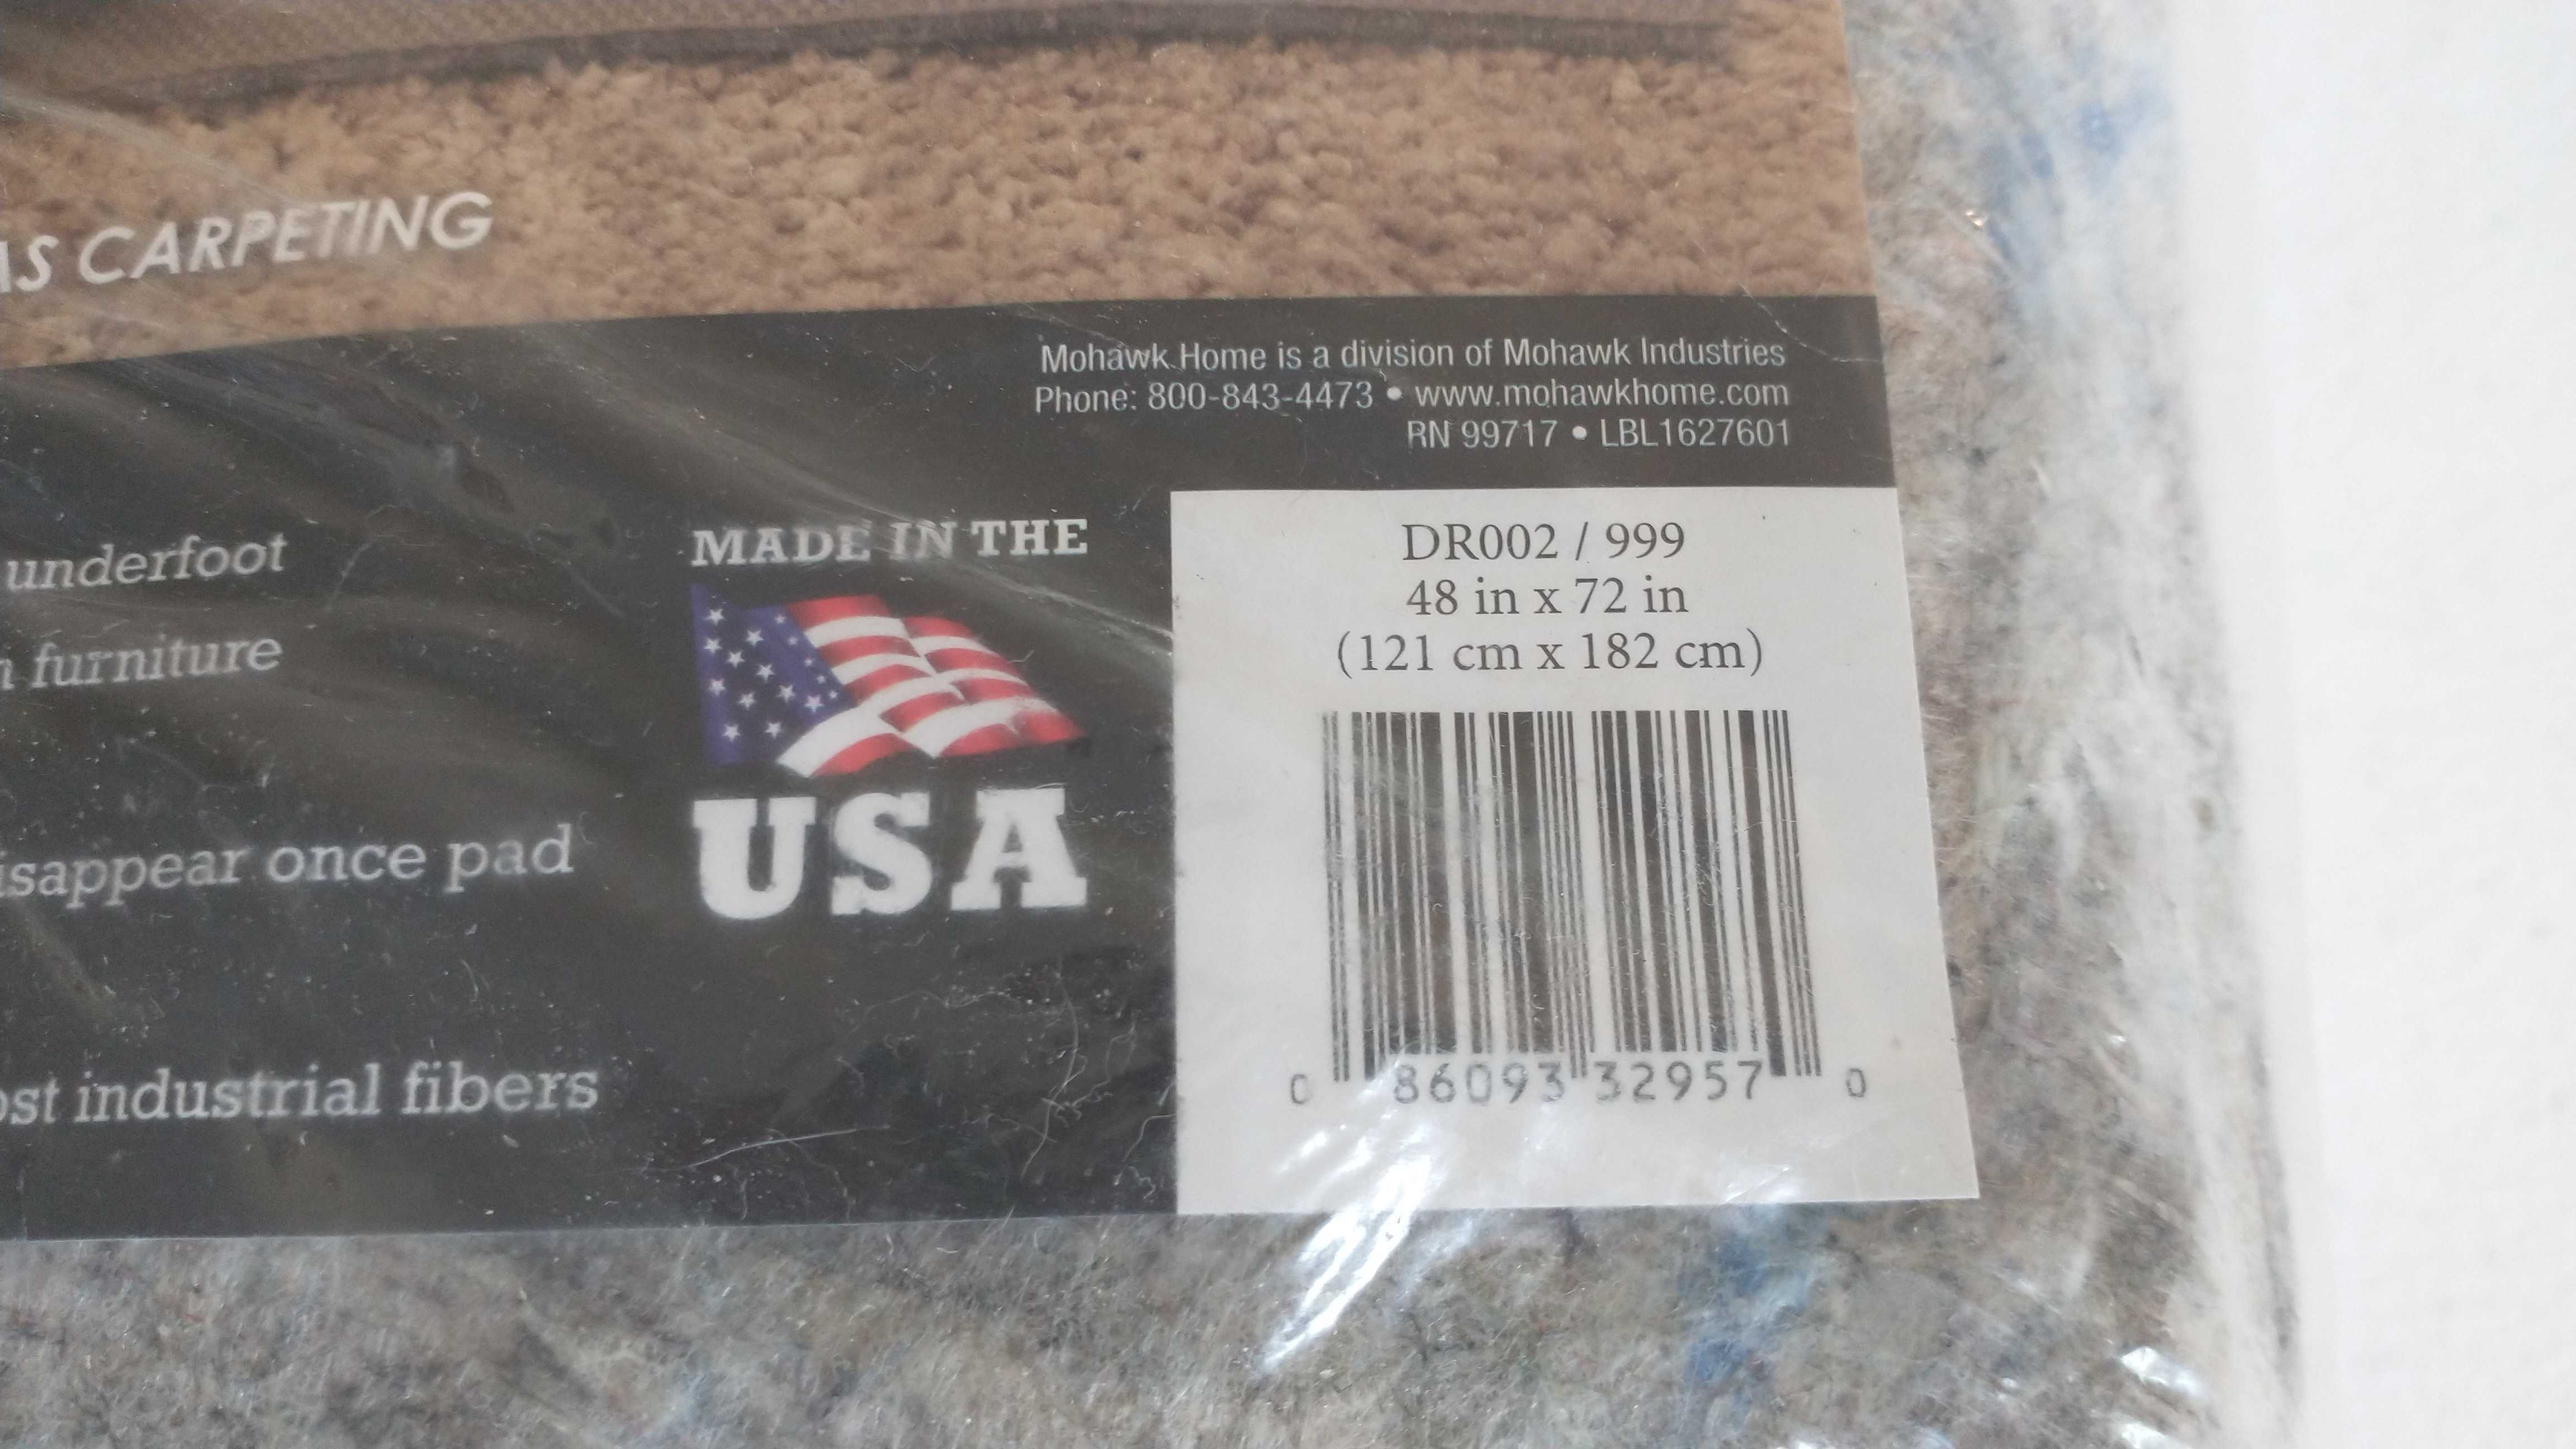 AS CARPETING
Mohawk Home is a division of Mohawk Industries
Phone: 800-843-4473 • www.mohawkhome.com
RN 99717 • LBL1627601
underfoot
furniture
once pad
industrial fibers
MADE IN THE
USA
DR002 / 999
48 in x 72 in
(121 cm x 182 cm)
0 86093 32957 0